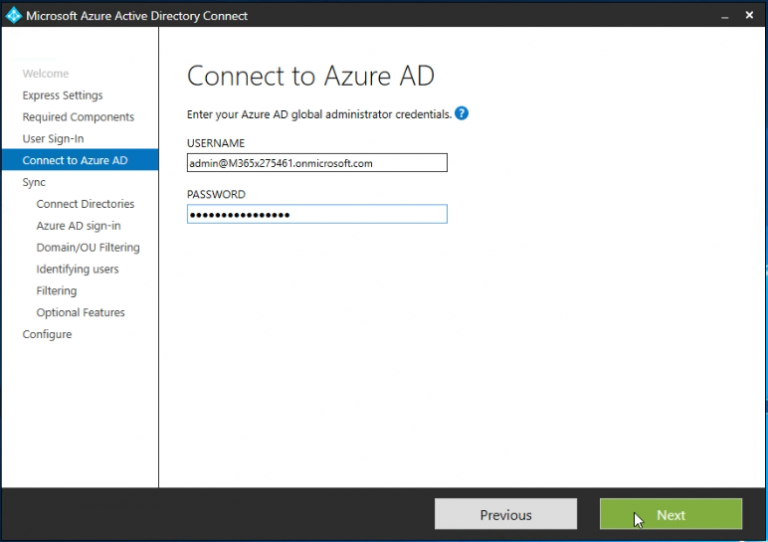 Microsoft Azure Active Directory Connect
Welcome
Express Settings
Required Components
User Sign-In
Connect to Azure AD
Sync
Connect Directories
Azure AD sign-in
Domain/OU Filtering
Identifying users
Filtering
Optional Features
Configure
Connect to Azure AD
Enter your Azure AD global administrator credentials. ?
USERNAME
admin@M365x275461.onmicrosoft.com
PASSWORD
••••••••••••••••
Previous
Next